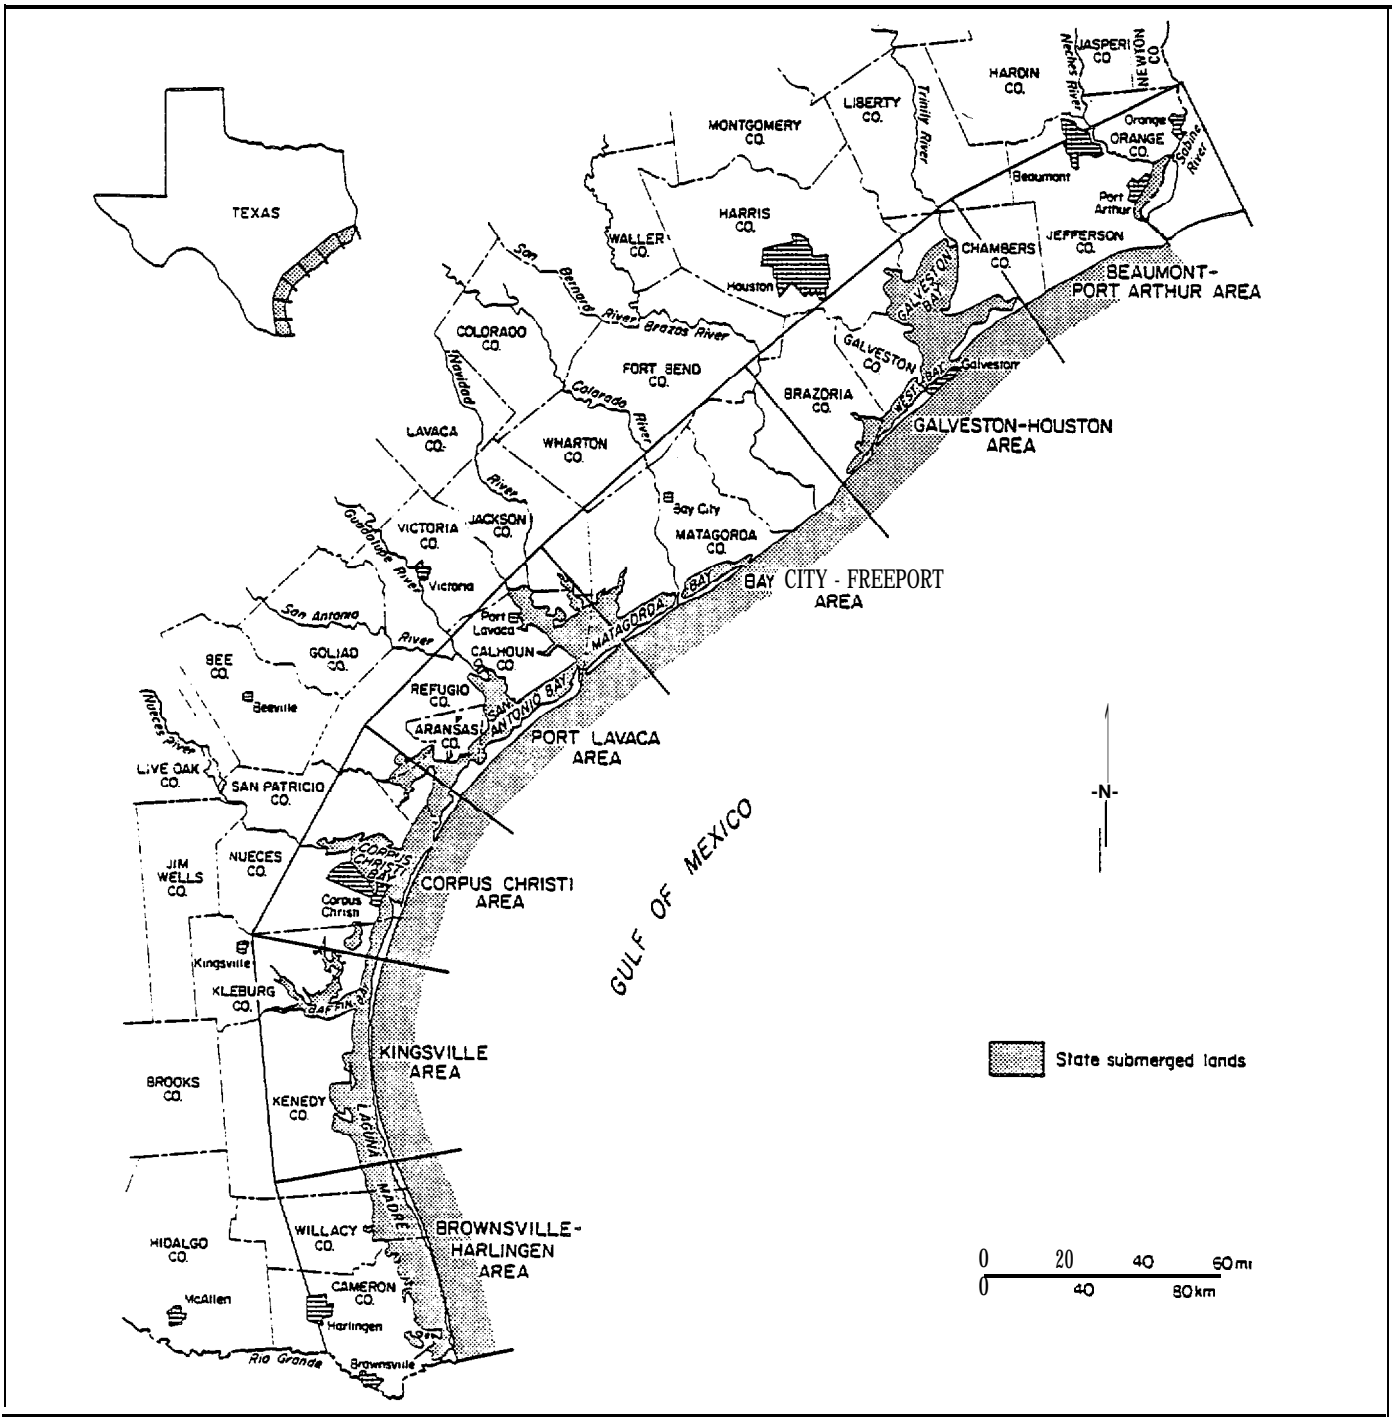 TEXAS
JASPER
CO
NEWTON
CO
Neches River
HARDIN
CO.
LIBERTY
CO.
Trinity River
MONTGOMERY
CO.
Orange
ORANGE
CO.
Sabine
River
Beaumont
Port
Arthur
HARRIS
CO.
WALLER
CO.
Houston
CHAMBERS
CO.
JEFFERSON
CO.
BEAUMONT-
PORT ARTHUR AREA
GALVESTON
BAY
San
Bernard
River
Brazos River
COLORADO
CO.
Navidad
River
FORT BEND
CO.
Colorado
River
GALVESTON
CO.
Galveston
WEST BAY
BRAZORIA
CO.
GALVESTON-HOUSTON
AREA
LAVACA
CO.
WHARTON
CO.
Bay City
MATAGORDA
CO.
Guadalupe River
VICTORIA
CO.
JACKSON
CO.
Victoria
BAY CITY - FREEPORT
AREA
MATAGORDA BAY
San Antonio
River
Port
Lavaca
CALHOUN
CO.
BEE
CO.
GOLIAD
CO.
Beeville
REFUGIO
CO.
ARANSAS
CO.
SAN
ANTONIO BAY
PORT LAVACA
AREA
Nueces River
LIVE OAK
CO.
SAN PATRICIO
CO.
-N-
GULF OF MEXICO
JIM
WELLS
CO.
NUECES
CO.
CORPUS
CHRISTI
BAY
Corpus
Christi
CORPUS CHRISTI
AREA
Kingsville
KLEBURG
CO.
BAFFIN BAY
KINGSVILLE
AREA
State submerged lands
BROOKS
CO.
KENEDY
CO.
LAGUNA
MADRE
HIDALGO
CO.
WILLACY
CO.
BROWNSVILLE-
HARLINGEN
AREA
CAMERON
CO.
McAllen
Harlingen
Rio Grande
Brownsville
0 20 40 60 mi
0 40 80 km